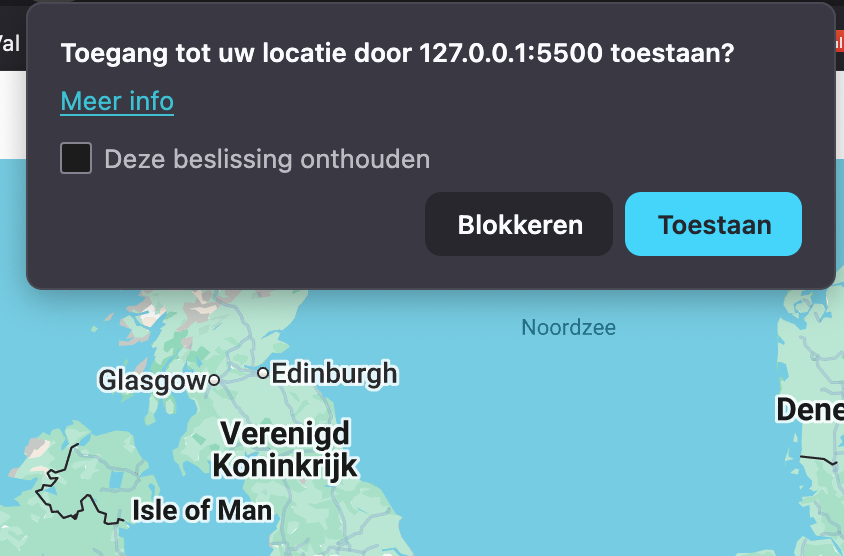 Toegang tot uw locatie door 127.0.0.1:5500 toestaan?
Meer info
Deze beslissing onthouden
Blokkeren
Toestaan
Noordzee
Glasgow
Edinburgh
Verenigd
Koninkrijk
Isle of Man